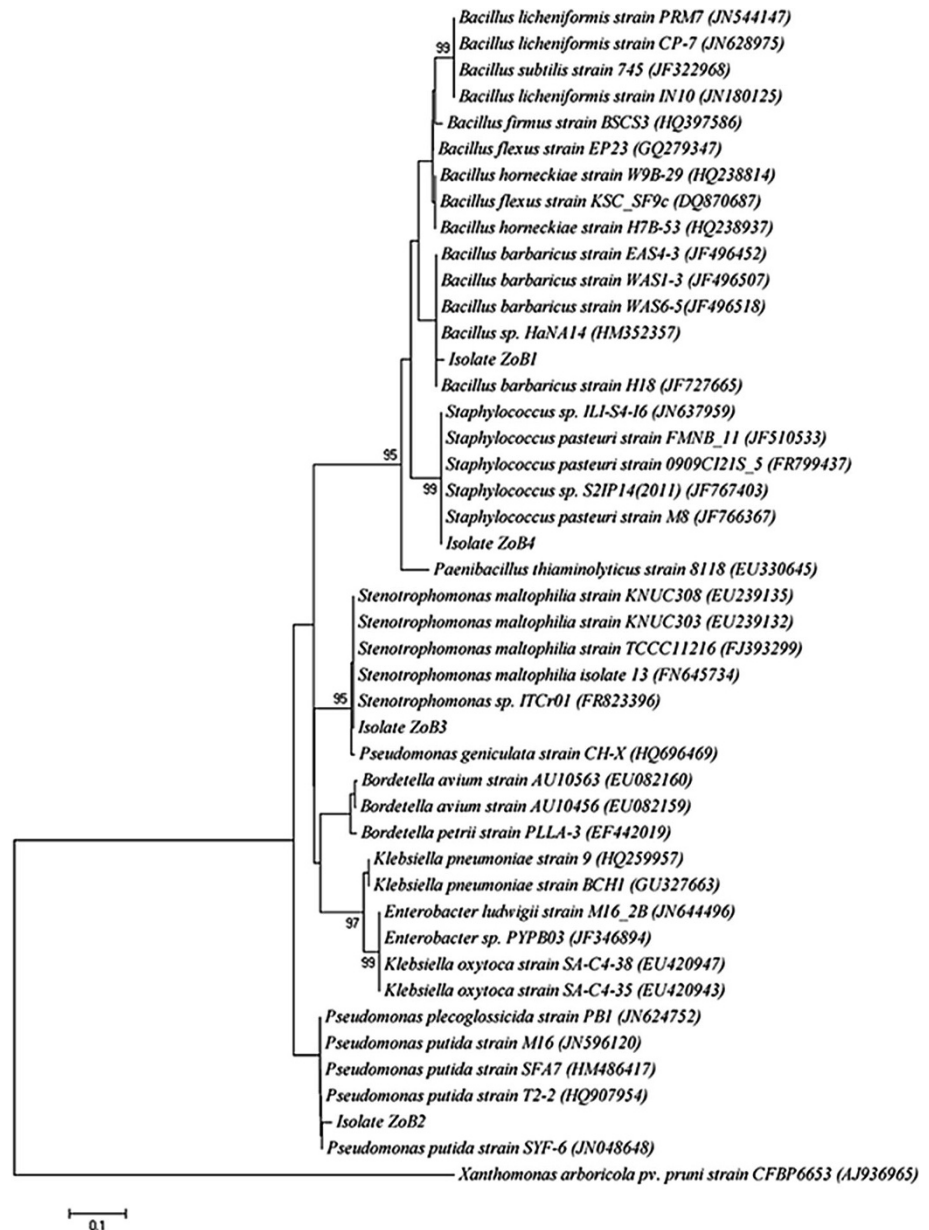 Bacillus licheniformis strain PRM7 (JN544147)
99
Bacillus licheniformis strain CP-7 (JN628975)
Bacillus subtilis strain 745 (JF322968)
Bacillus licheniformis strain IN10 (JN180125)
Bacillus firmus strain BSCS3 (HQ397586)
Bacillus flexus strain EP23 (GQ279347)
Bacillus horneckiae strain W9B-29 (HQ238814)
Bacillus flexus strain KSC_SF9c (DQ870687)
Bacillus horneckiae strain H7B-53 (HQ238937)
Bacillus barbaricus strain EAS4-3 (JF496452)
Bacillus barbaricus strain WAS1-3 (JF496507)
Bacillus barbaricus strain WAS6-5(JF496518)
Bacillus sp. HaNA14 (HM352357)
Isolate ZoB1
Bacillus barbaricus strain H18 (JF727665)
Staphylococcus sp. ILI-S4-I6 (JN637959)
Staphylococcus pasteuri strain FMNB_11 (JF510533)
95
Staphylococcus pasteuri strain 0909CI21S_5 (FR799437)
99
Staphylococcus sp. S2IP14(2011) (JF767403)
Staphylococcus pasteuri strain M8 (JF766367)
Isolate ZoB4
Paenibacillus thiaminolyticus strain 8118 (EU330645)
Stenotrophomonas maltophilia strain KNUC308 (EU239135)
Stenotrophomonas maltophilia strain KNUC303 (EU239132)
Stenotrophomonas maltophilia strain TCCC11216 (FJ393299)
Stenotrophomonas maltophilia isolate 13 (FN645734)
95
Stenotrophomonas sp. ITCr01 (FR823396)
Isolate ZoB3
Pseudomonas geniculata strain CH-X (HQ696469)
Bordetella avium strain AU10563 (EU082160)
Bordetella avium strain AU10456 (EU082159)
Bordetella petrii strain PLLA-3 (EF442019)
Klebsiella pneumoniae strain 9 (HQ259957)
Klebsiella pneumoniae strain BCH1 (GU327663)
Enterobacter ludwigii strain M16_2B (JN644496)
97
Enterobacter sp. PYPB03 (JF346894)
99
Klebsiella oxytoca strain SA-C4-38 (EU420947)
Klebsiella oxytoca strain SA-C4-35 (EU420943)
Pseudomonas plecoglossicida strain PB1 (JN624752)
Pseudomonas putida strain M16 (JN596120)
Pseudomonas putida strain SFA7 (HM486417)
Pseudomonas putida strain T2-2 (HQ907954)
Isolate ZoB2
Pseudomonas putida strain SYF-6 (JN048648)
Xanthomonas arboricola pv. pruni strain CFBP6653 (AJ936965)
0.1